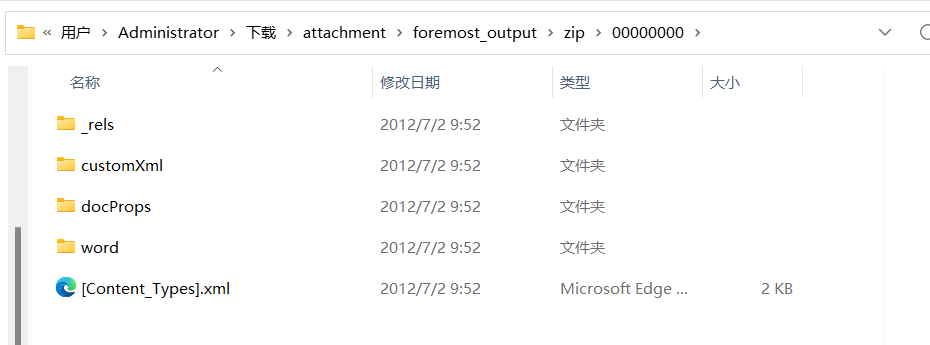 « 用户 > Administrator > 下载 > attachment > foremost_output > zip > 00000000 >
名称 修改日期 类型 大小
_rels 2012/7/2 9:52 文件夹
customXml 2012/7/2 9:52 文件夹
docProps 2012/7/2 9:52 文件夹
word 2012/7/2 9:52 文件夹
[Content_Types].xml 2012/7/2 9:52 Microsoft Edge ... 2 KB